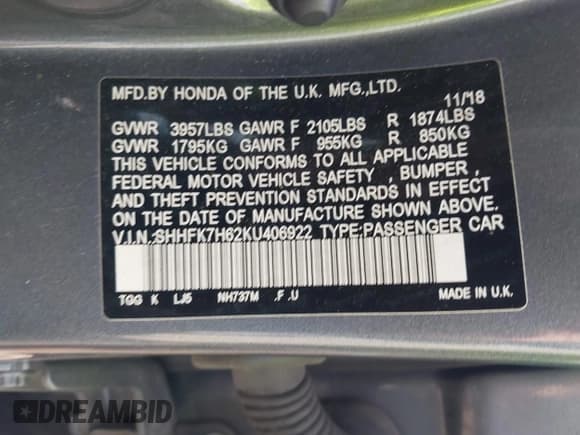 MFD.BY HONDA OF THE U.K. MFG.,LTD.
11/'18
GVWR 3957LBS GAWR F 2105LBS R 1874LBS
GVWR 1795KG GAWR F 955KG R 850KG
THIS VEHICLE CONFORMS TO ALL APPLICABLE
FEDERAL MOTOR VEHICLE SAFETY , BUMPER ,
AND THEFT PREVENTION STANDARDS IN EFFECT
ON THE DATE OF MANUFACTURE SHOWN ABOVE.
V.I.N.:SHHFK7H62KU406922 TYPE:PASSENGER CAR
TGG K LJ5 NH737M .F .U MADE IN U.K.
DREAMBID